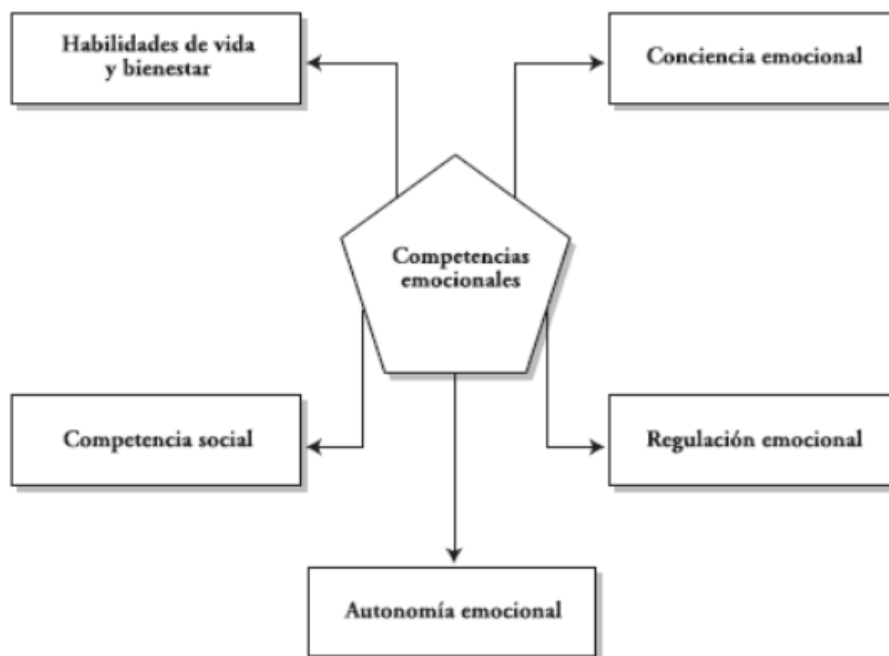 Habilidades de vida
y bienestar
Conciencia emocional
Competencias
emocionales
Competencia social
Regulación emocional
Autonomía emocional